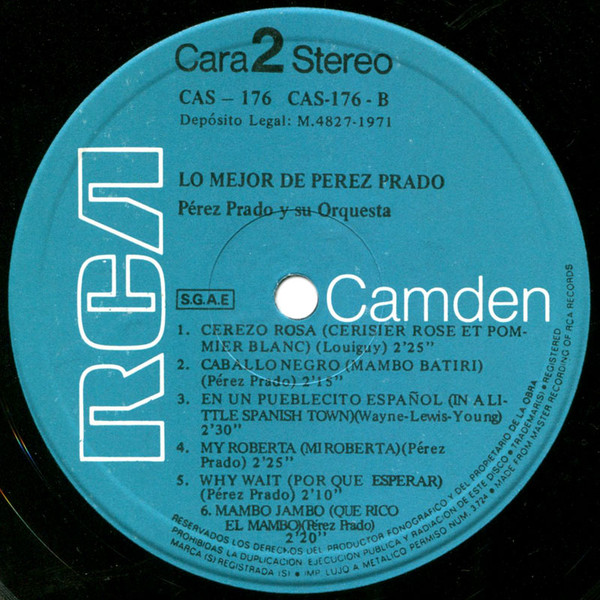 Cara 2 Stereo
CAS – 176 CAS-176 - B
Depósito Legal: M.4827-1971
RCA
LO MEJOR DE PEREZ PRADO
Pérez Prado y su Orquesta
S.G.A.E
Camden
1. CEREZO ROSA (CERISIER ROSE ET POM-
MIER BLANC) (Louiguy) 2'25"
2. CABALLO NEGRO (MAMBO BATIRI)
(Pérez Prado) 2'15"
3. EN UN PUEBLECITO ESPAÑOL (IN A LI-
TTLE SPANISH TOWN)(Wayne-Lewis-Young)
2'30"
4. MY ROBERTA (MI ROBERTA)(Pérez
Prado) 2'25"
5. WHY WAIT (POR QUE ESPERAR)
(Pérez Prado) 2'10"
6. MAMBO JAMBO (QUE RICO
EL MAMBO)(Pérez Prado)
2'20"
RESERVADOS LOS DERECHOS DEL PRODUCTOR FONOGRAFICO Y DEL PROPIETARIO DE LA OBRA
PROHIBIDAS LA DUPLICACION, EJECUCION PUBLICA Y RADIACION DE ESTE DISCO • TRADEMARK(S) • REGISTERED
MARCA (S) REGISTRADA (S) • IMP. LUJO A METALICO PERMISO NUM. 3724 • MADE FROM MASTER RECORDING OF RCA RECORDS